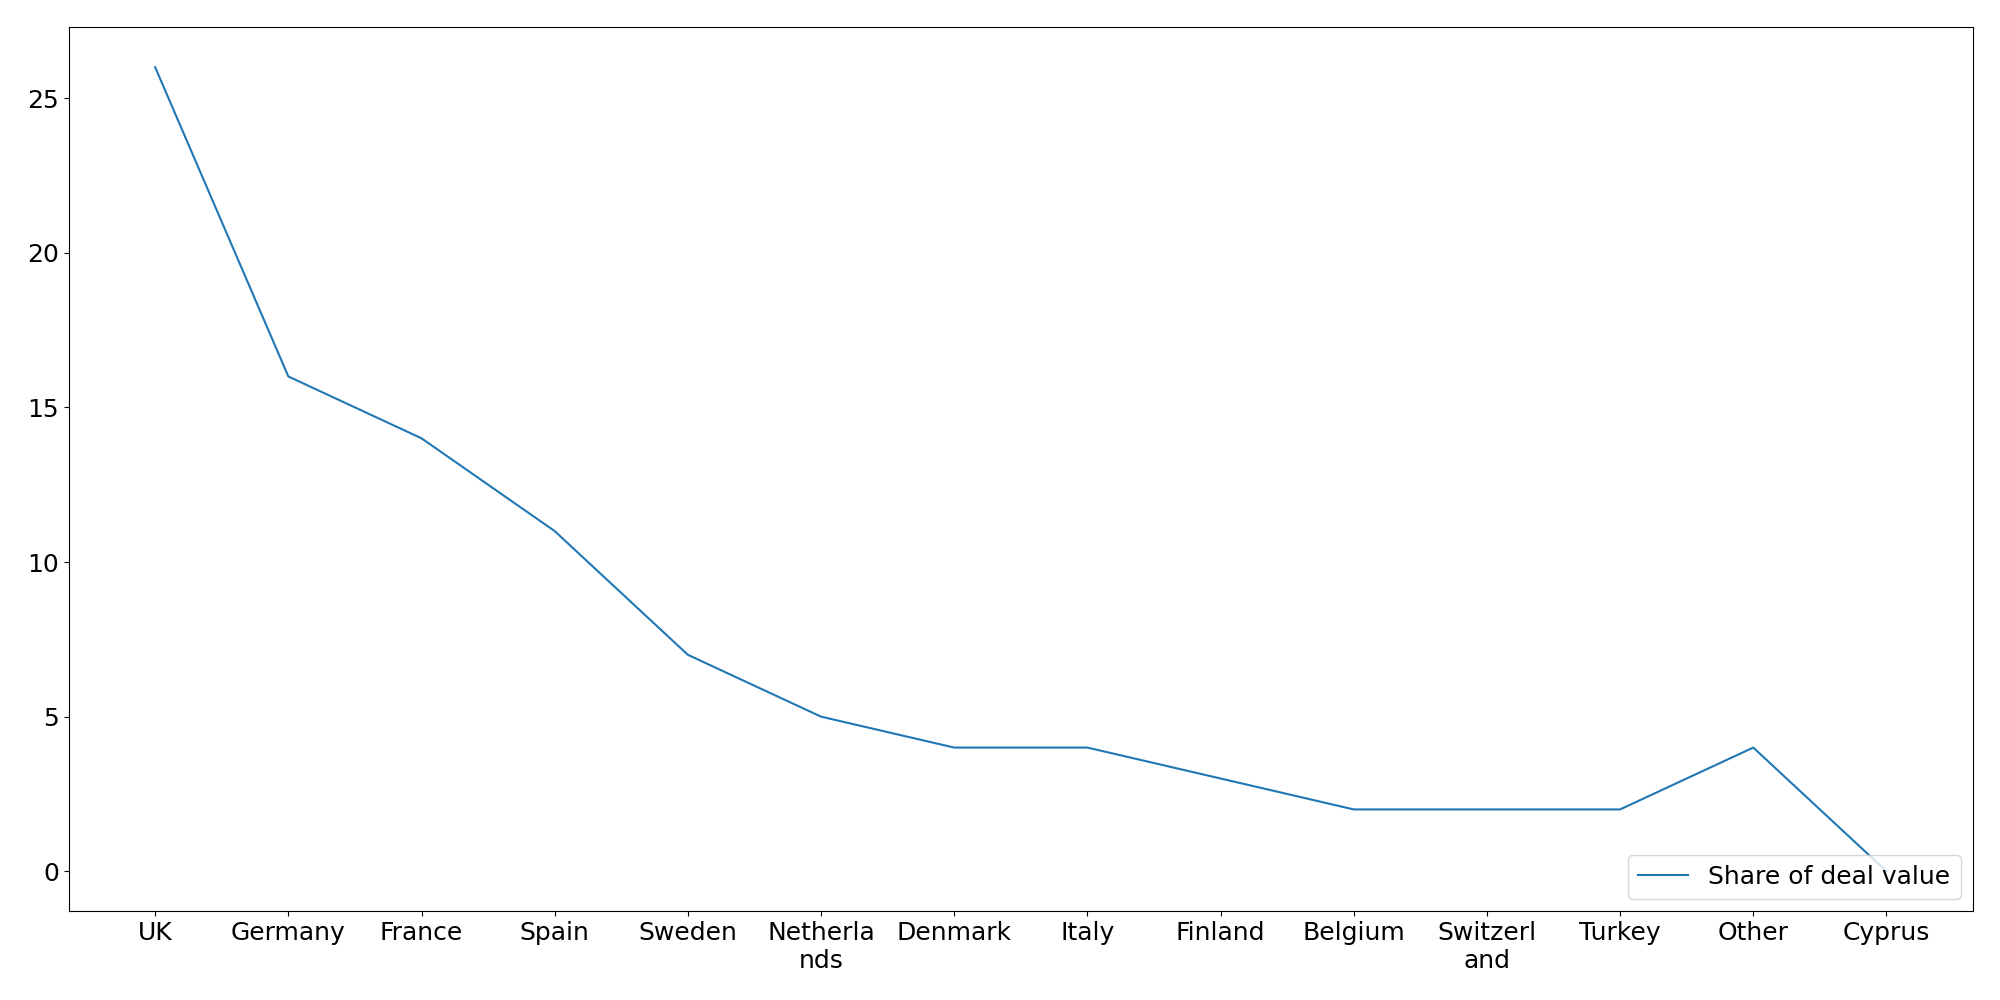 25
20
15
10
5
0
UK Germany France Spain Sweden Netherla Denmark Italy Finland Belgium Switzerl Turkey Other Cyprus
nds and
Share of deal value